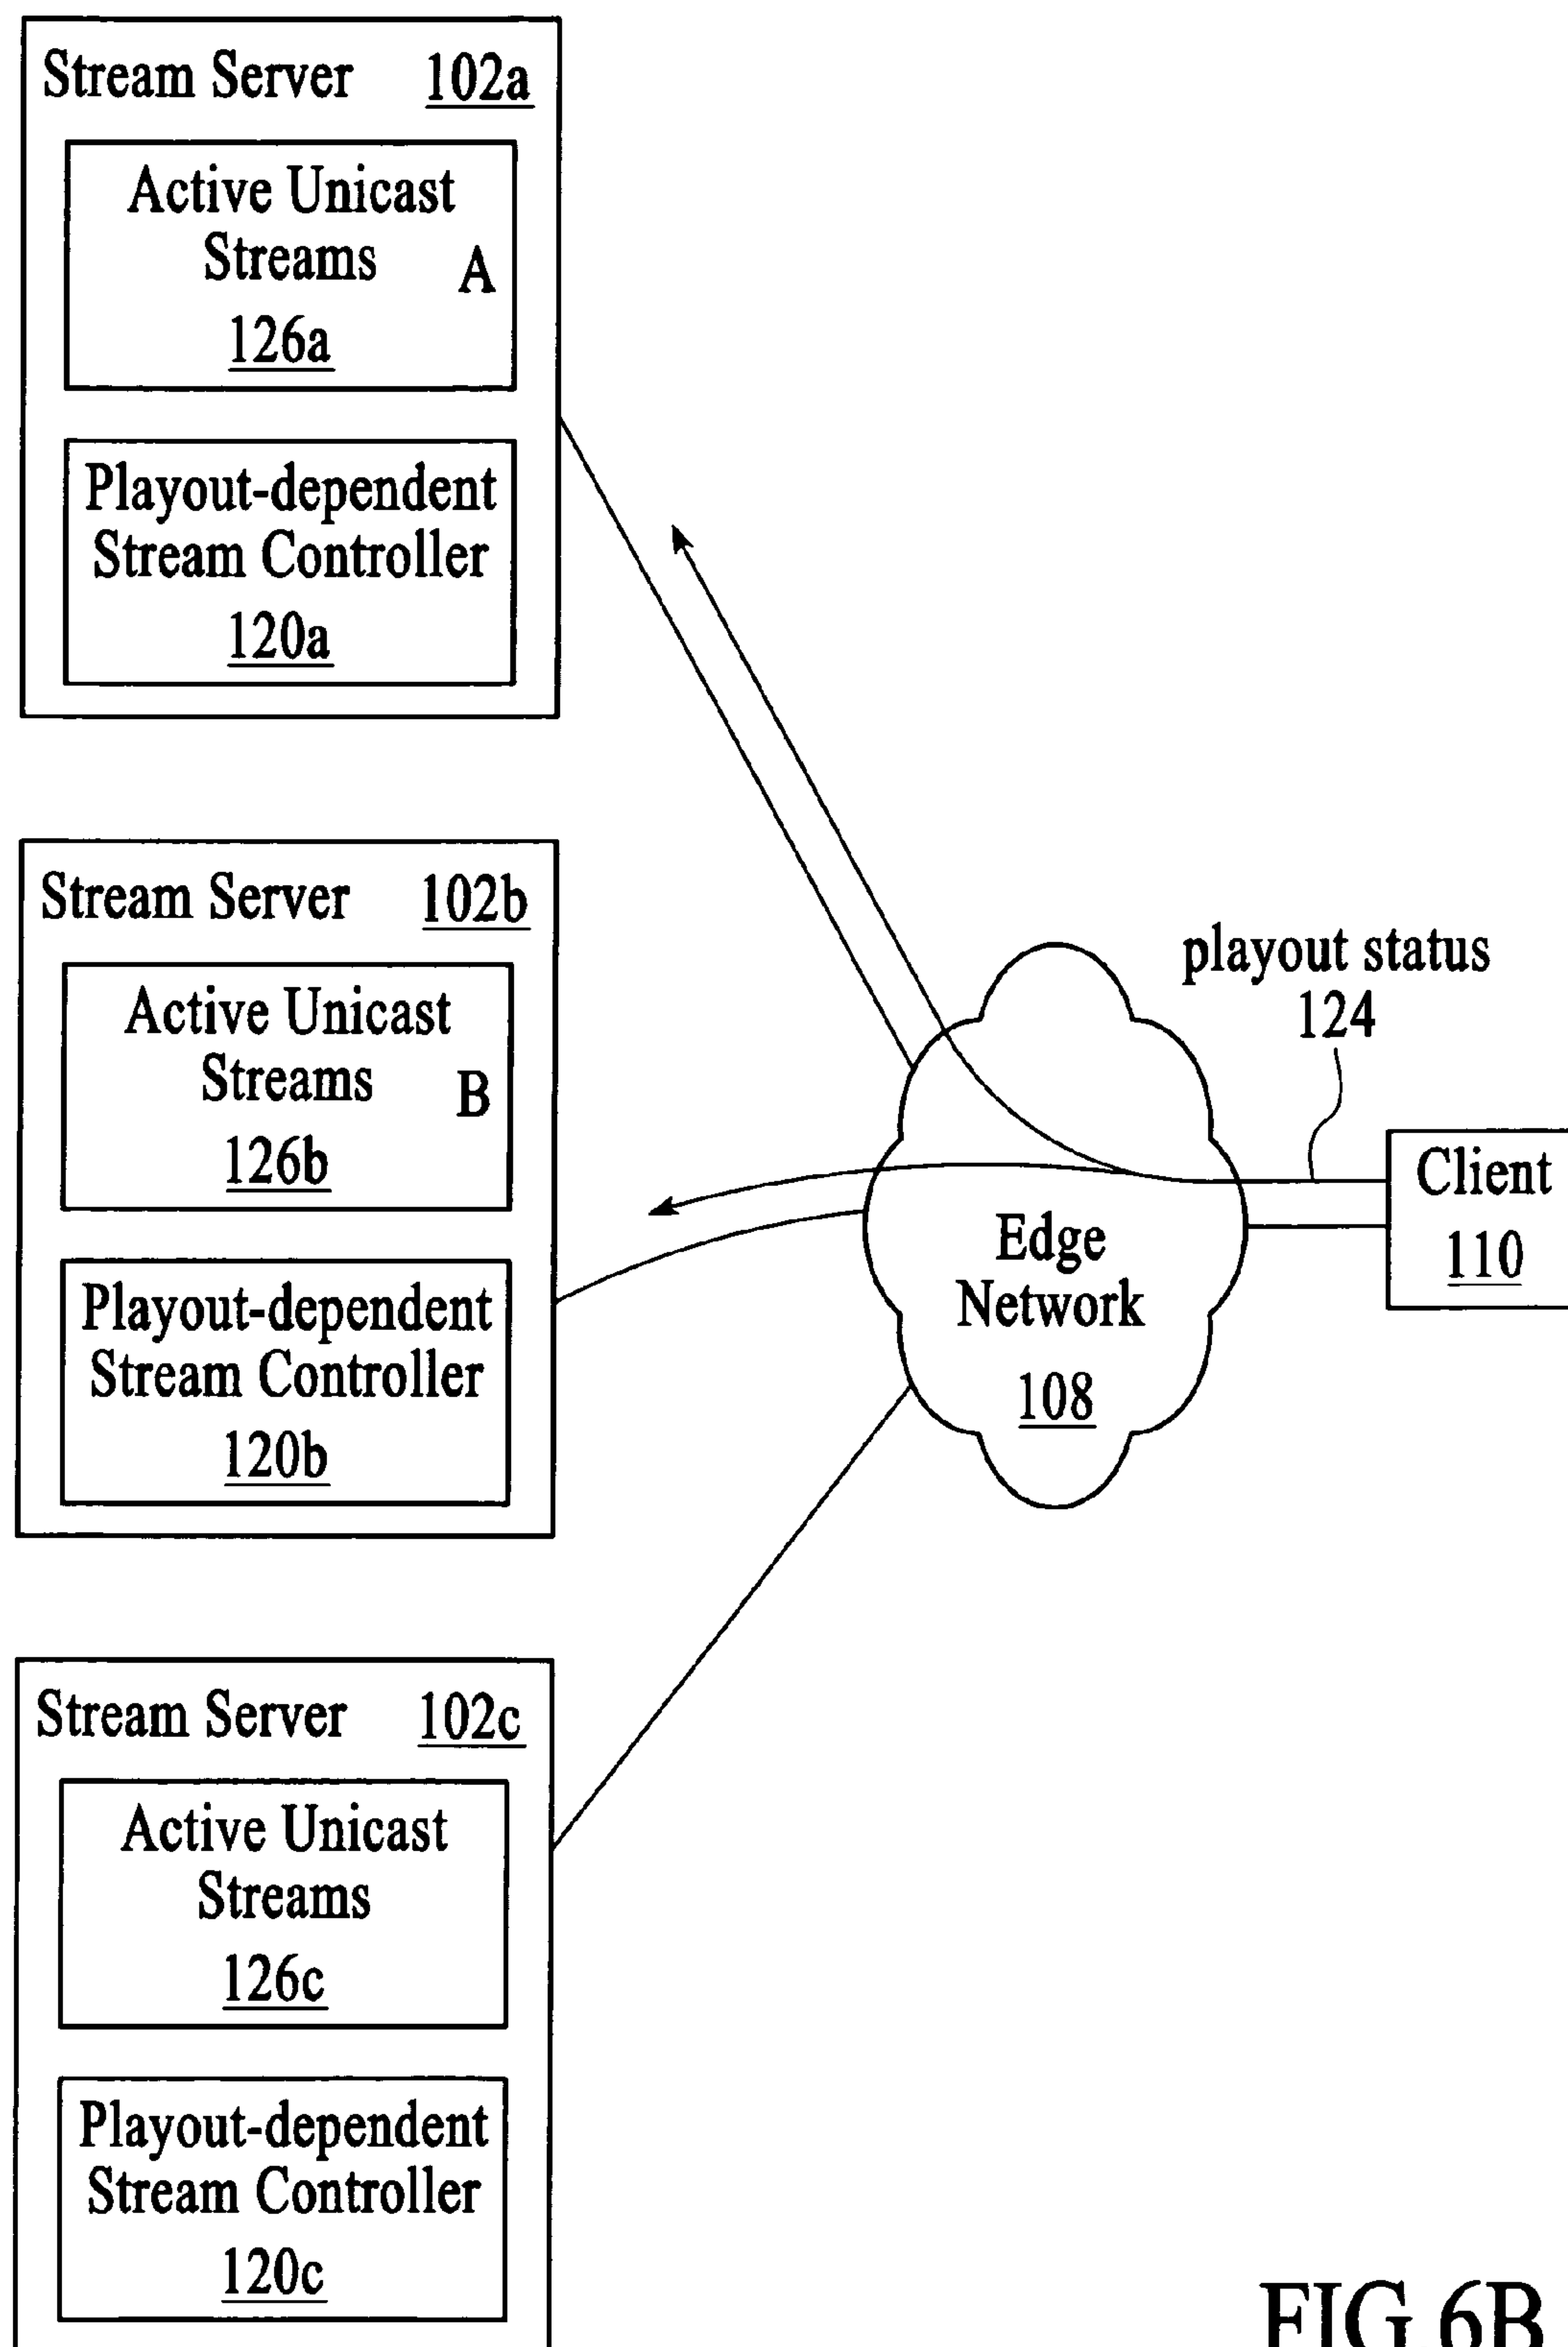 Stream Server 102a
Active Unicast
Streams A
126a
Playout-dependent
Stream Controller
120a
Stream Server 102b
Active Unicast
Streams B
126b
Playout-dependent
Stream Controller
120b
playout status
124
Client
110
Edge
Network
108
Stream Server 102c
Active Unicast
Streams
126c
Playout-dependent
Stream Controller
120c
FIG 6B